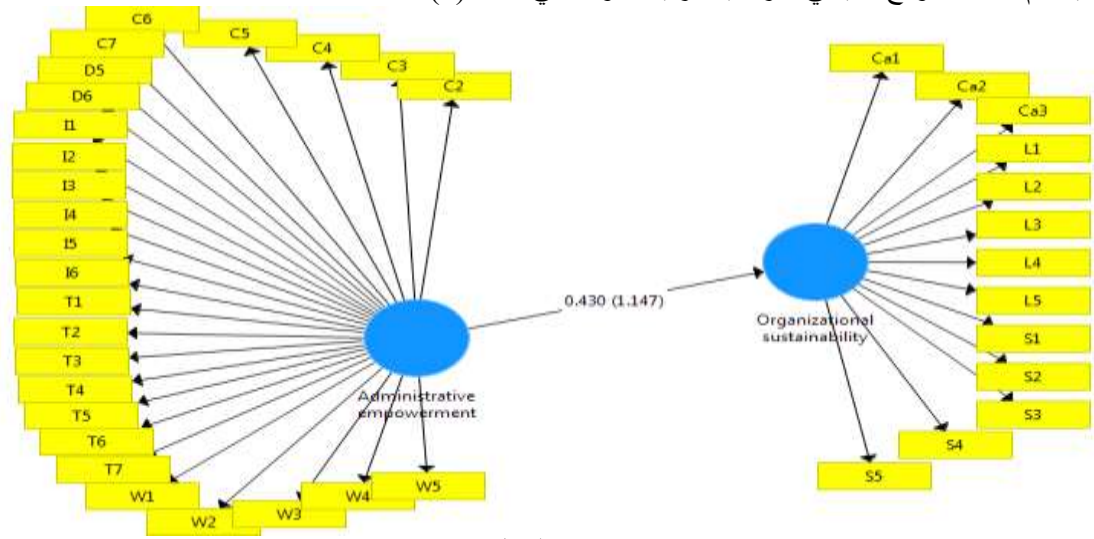 C6
C5
C4
C3
C2
C7
D5
D6
I1
I2
I3
I4
I5
I6
T1
T2
T3
T4
T5
T6
T7
W1
W2
W3
W4
W5
Administrative
empowerment
0.430 (1.147)
Organizational
sustainability
Ca1
Ca2
Ca3
L1
L2
L3
L4
L5
S1
S2
S3
S4
S5